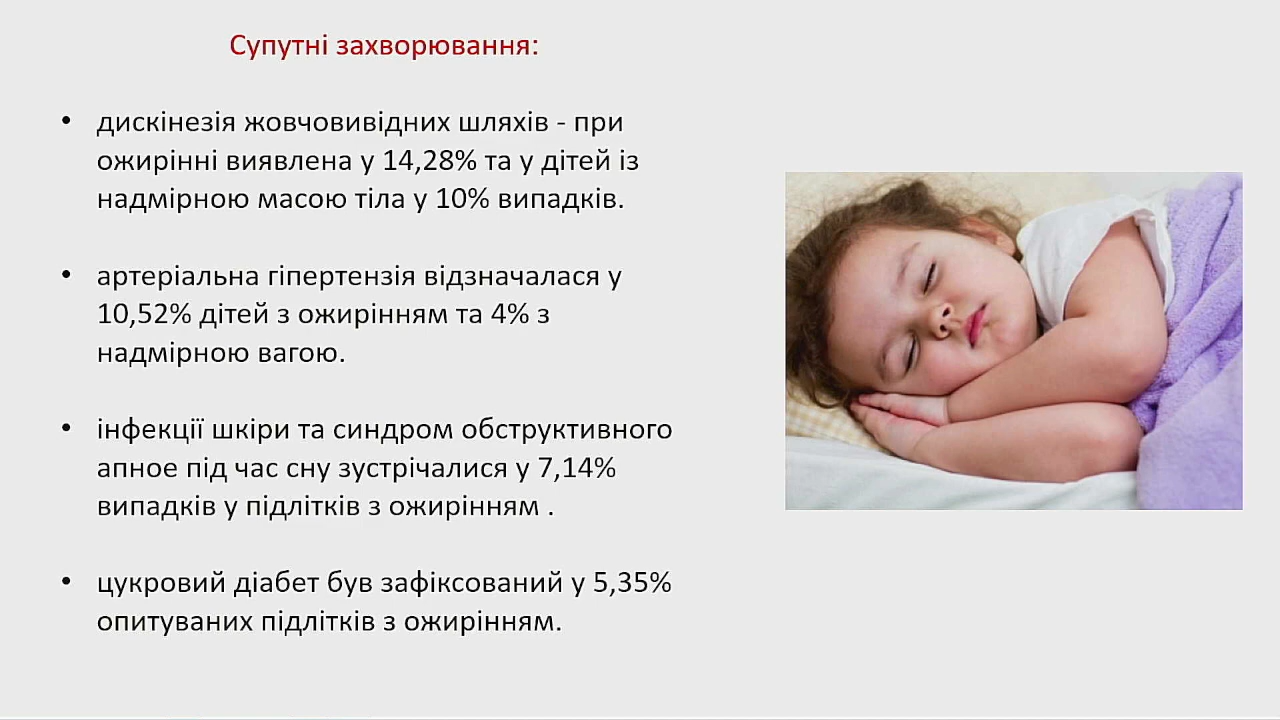 Супутні захворювання:
• дискінезія жовчовивідних шляхів - при
ожирінні виявлена у 14,28% та у дітей із
надмірною масою тіла у 10% випадків.
• артеріальна гіпертензія відзначалася у
10,52% дітей з ожирінням та 4% з
надмірною вагою.
• інфекції шкіри та синдром обструктивного
апное під час сну зустрічалися у 7,14%
випадків у підлітків з ожирінням .
• цукровий діабет був зафіксований у 5,35%
опитуваних підлітків з ожирінням.